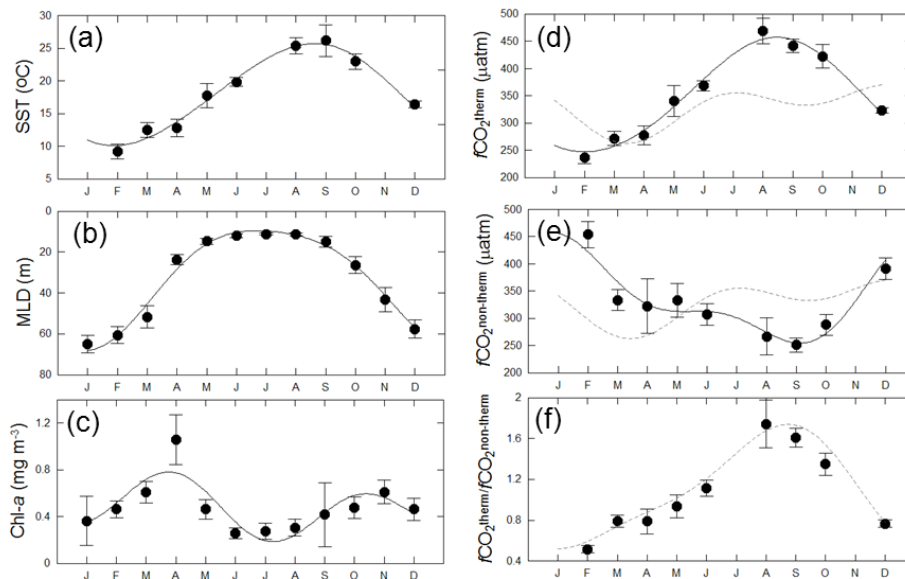 (a)
SST (oC)
30
25
20
15
10
5
J F M A M J J A S O N D
(b)
MLD (m)
0
20
40
60
80
J F M A M J J A S O N D
(c)
Chl-a (mg m-3)
1.2
0.8
0.4
0
J F M A M J J A S O N D
(d)
fCO2therm (µatm)
500
450
400
350
300
250
200
J F M A M J J A S O N D
(e)
fCO2non-therm (µatm)
500
450
400
350
300
250
200
J F M A M J J A S O N D
(f)
fCO2therm/fCO2non-therm
2
1.6
1.2
0.8
0.4
J F M A M J J A S O N D